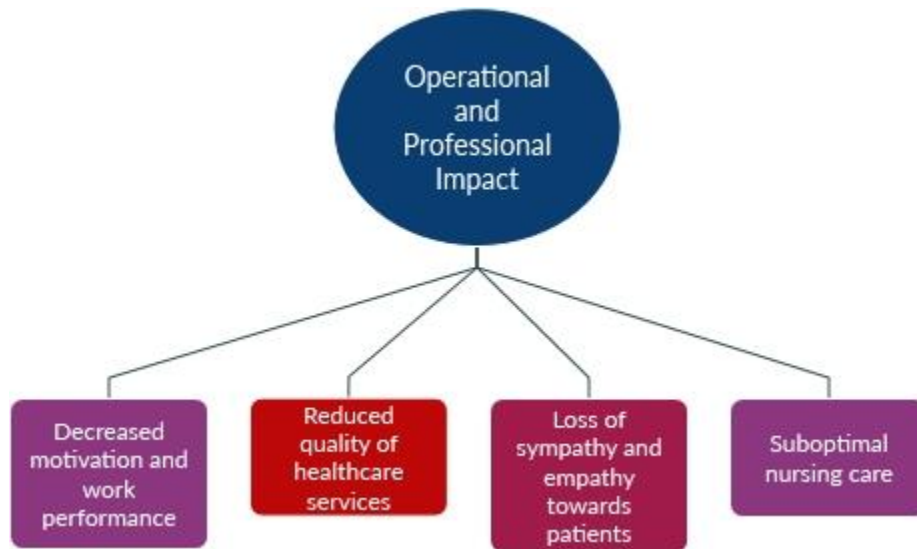 Operational
and
Professional
Impact
Decreased
motivation and
work
performance
Reduced
quality of
healthcare
services
Loss of
sympathy and
empathy
towards
patients
Suboptimal
nursing care